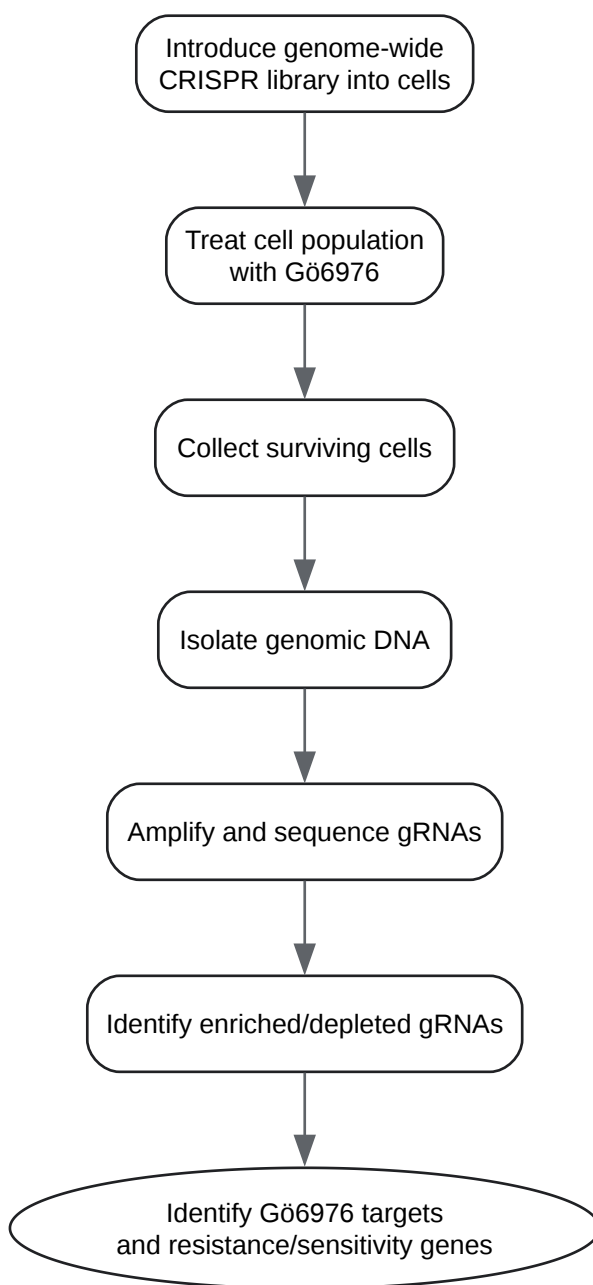 Introduce genome-wide
CRISPR library into cells
Treat cell population
with Gö6976
Collect surviving cells
Isolate genomic DNA
Amplify and sequence gRNAs
Identify enriched/depleted gRNAs
Identify Gö6976 targets
and resistance/sensitivity genes